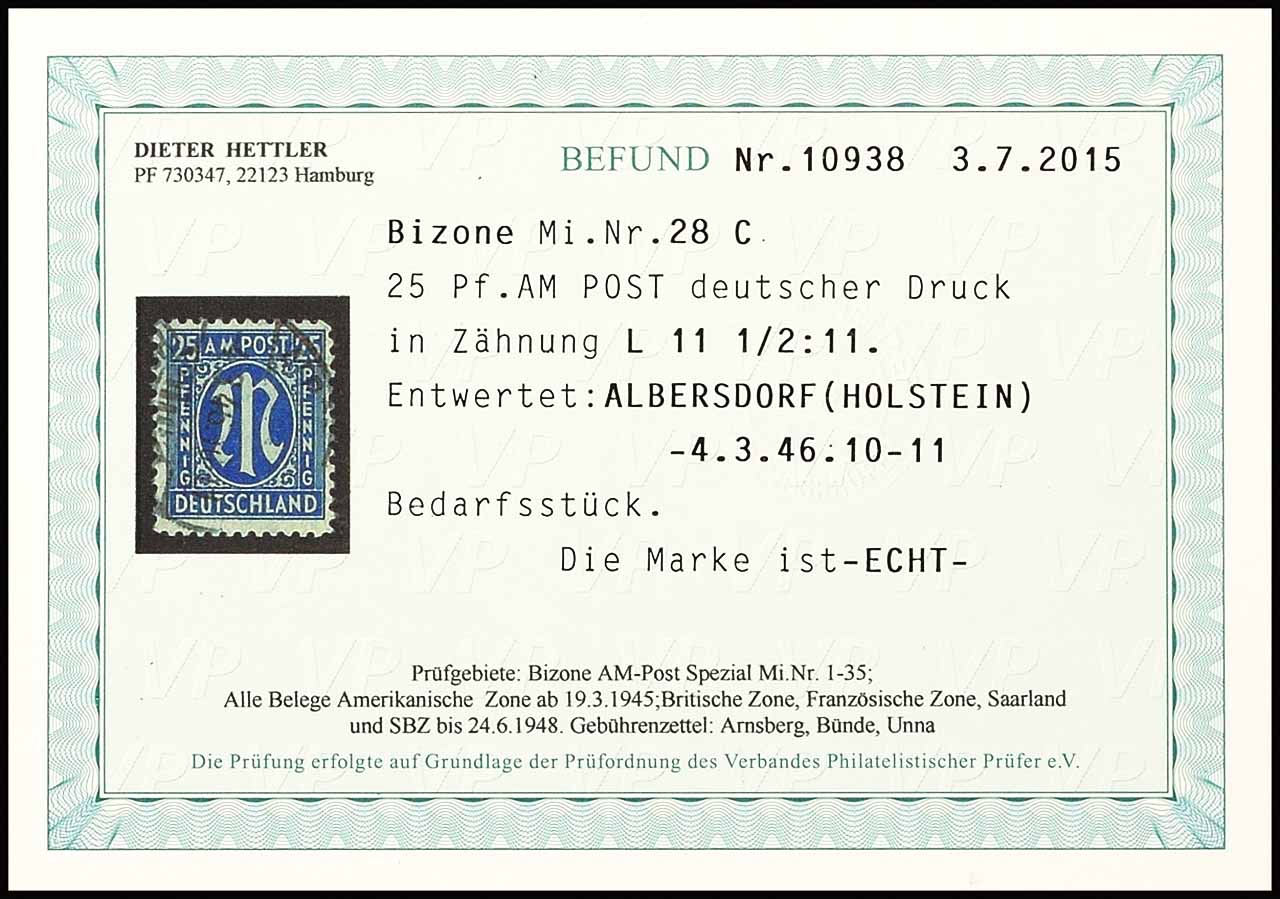 DIETER HETTLER
PF 730347, 22123 Hamburg
BEFUND Nr.10938 3.7.2015
Bizone Mi.Nr.28 C
25 Pf.AM POST deutscher Druck
in Zähnung L 11 1/2:11.
Entwertet:ALBERSDORF(HOLSTEIN)
-4.3.46.10-11
Bedarfsstück.
Die Marke ist-ECHT-
25 AM POST 25
PFENNIG
PFENNIG
M
DEUTSCHLAND
Prüfgebiete: Bizone AM-Post Spezial Mi.Nr. 1-35;
Alle Belege Amerikanische Zone ab 19.3.1945;Britische Zone, Französische Zone, Saarland
und SBZ bis 24.6.1948. Gebührenzettel: Arnsberg, Bünde, Unna
Die Prüfung erfolgte auf Grundlage der Prüfordnung des Verbandes Philatelistischer Prüfer e.V.